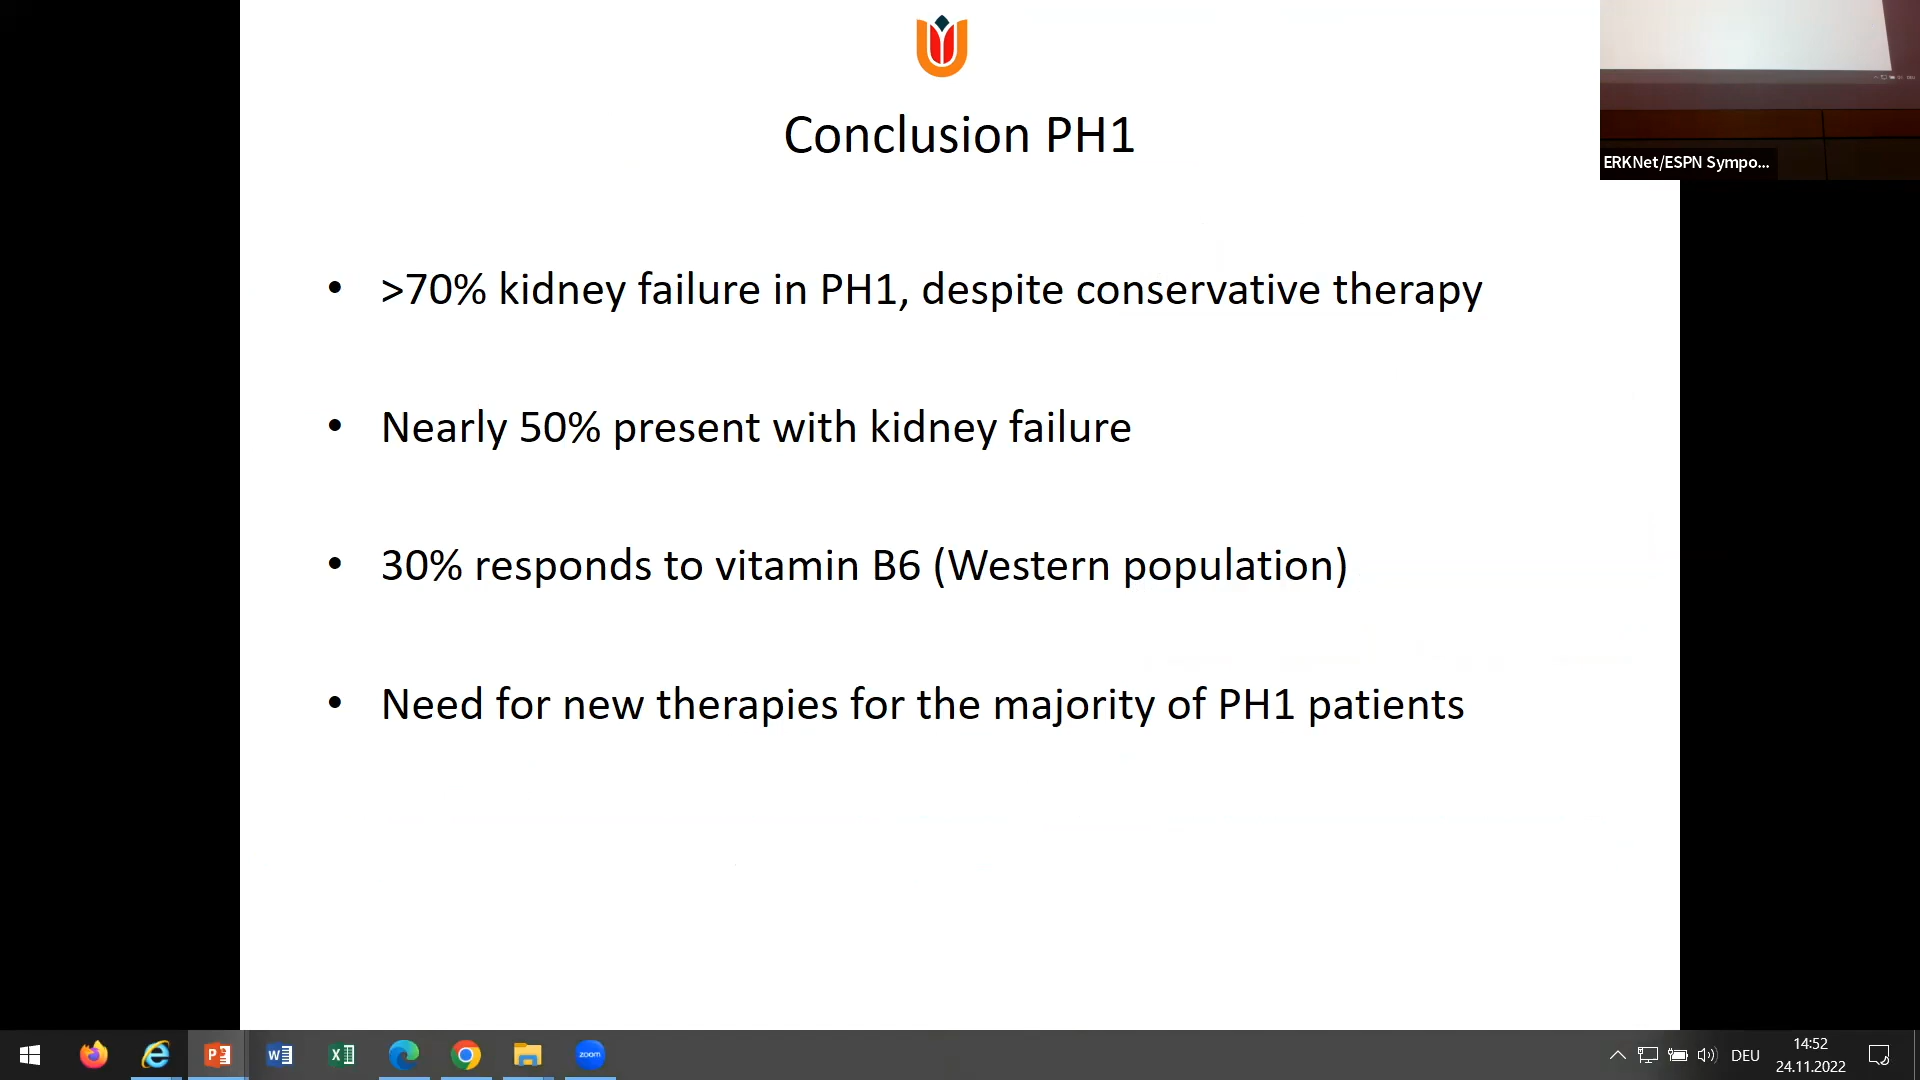 Conclusion PH1
ERKNet/ESPN Sympo...
• >70% kidney failure in PH1, despite conservative therapy
• Nearly 50% present with kidney failure
• 30% responds to vitamin B6 (Western population)
• Need for new therapies for the majority of PH1 patients
zoom
DEU
14:52
24.11.2022